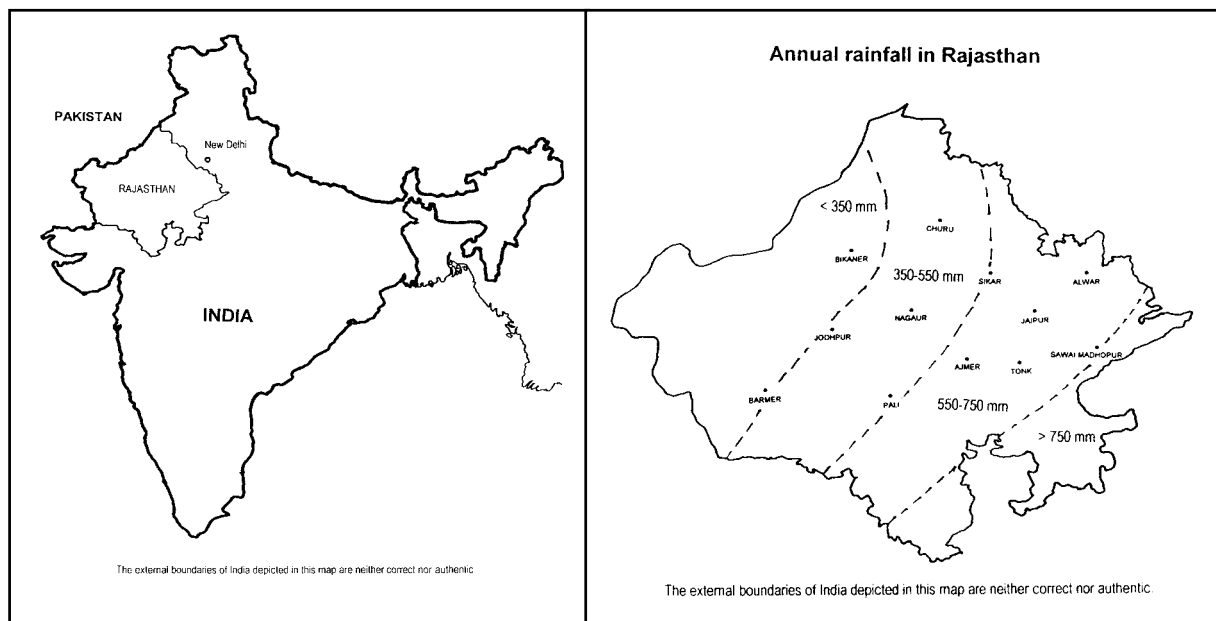 PAKISTAN
New Delhi
RAJASTHAN
INDIA
The external boundaries of India depicted in this map are neither correct nor authentic
Annual rainfall in Rajasthan
< 350 mm
CHURU
BIKANER
350-550 mm
SIKAR
ALWAR
NAGAUR
JAIPUR
JODHPUR
SAWAI MADHOPUR
AJMER
TONK
BARMER
PALI
550-750 mm
> 750 mm
The external boundaries of India depicted in this map are neither correct nor authentic.